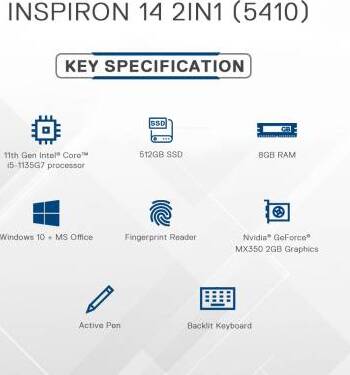 INSPIRON 14 2IN1 (5410)
KEY SPECIFICATION
SSD
11th Gen Intel® Core™
i5-1135G7 processor
512GB SSD
8GB RAM
Windows 10 + MS Office
Fingerprint Reader
Nvidia® GeForce®
MX350 2GB Graphics
Active Pen
Backlit Keyboard